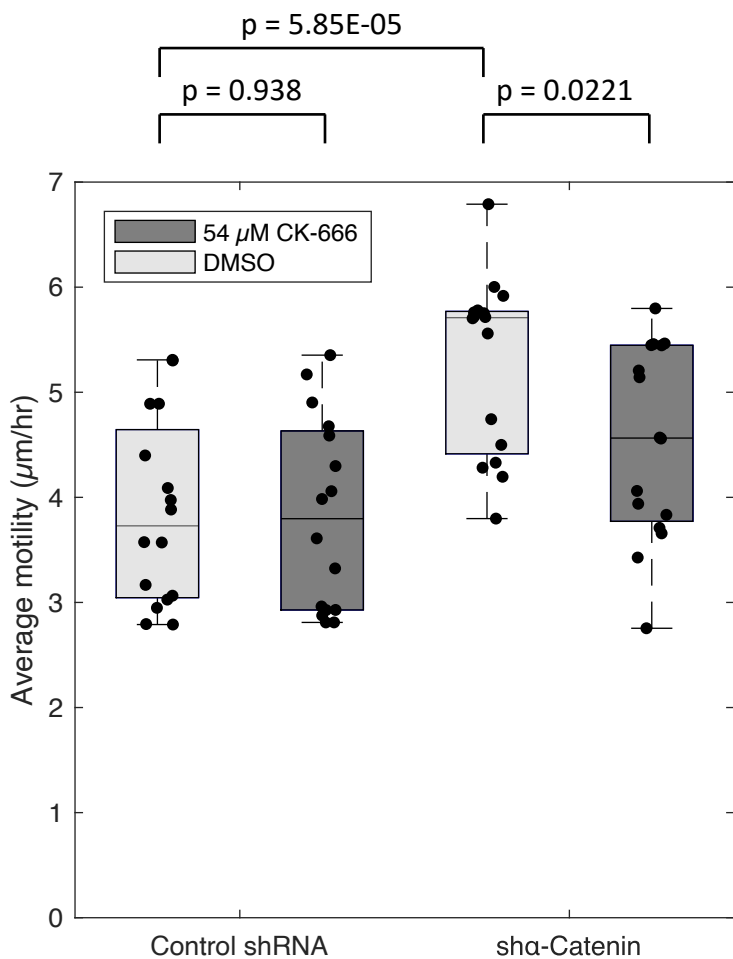 p = 5.85E-05
p = 0.938
p = 0.0221
7
54 μM CK-666
DMSO
6
5
4
3
2
1
0
Average motility (μm/hr)
Control shRNA
shα-Catenin